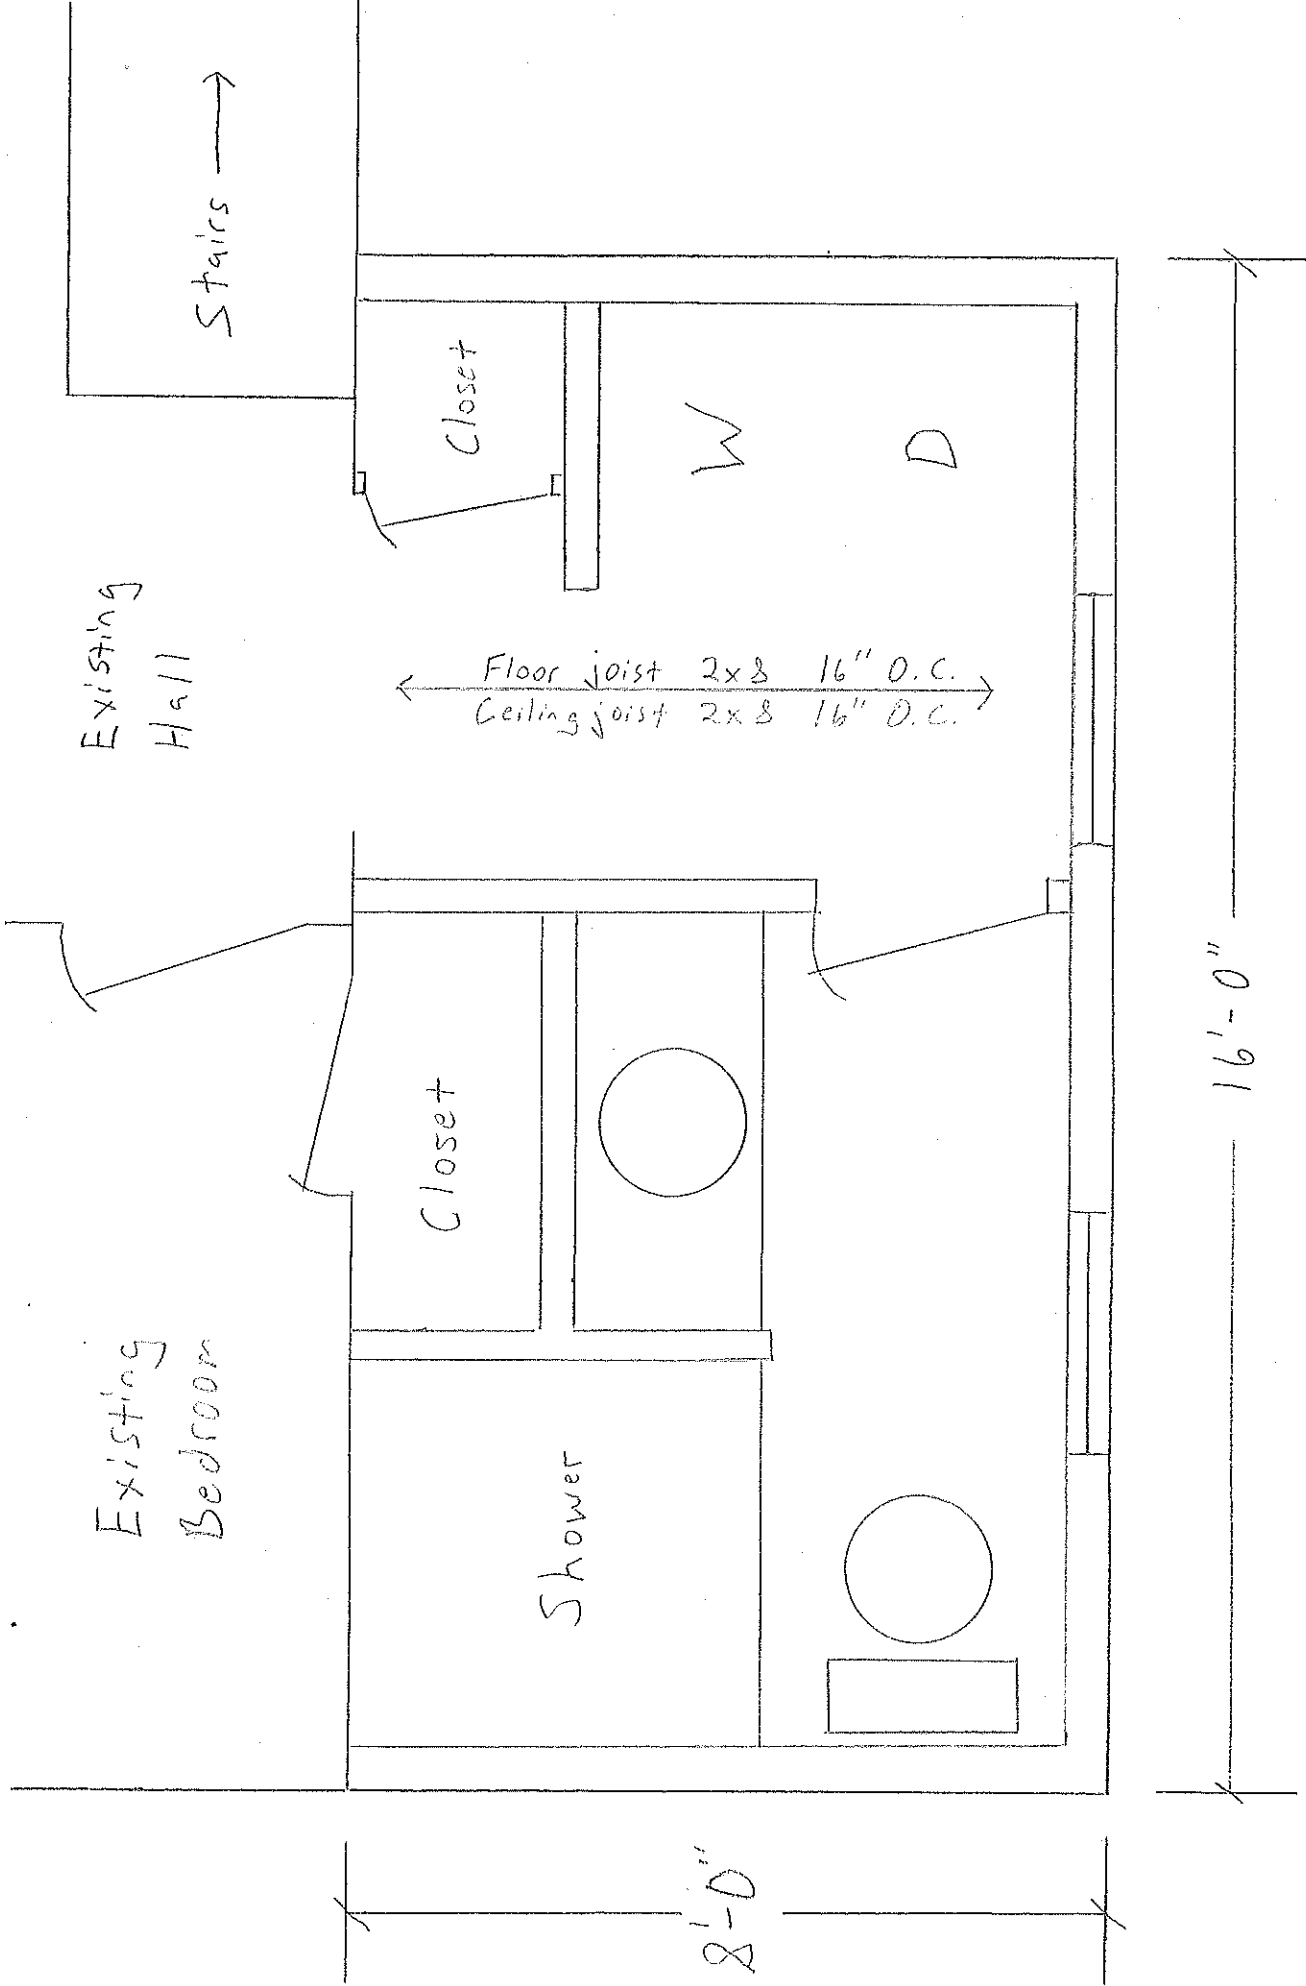 Existing
Bedroom
Existing
Hall
Stairs
Shower
Closet
Closet
Floor joist 2x8 16" O.C.
Ceiling joist 2x8 16" O.C.
W
D
8'-0"
16'-0"